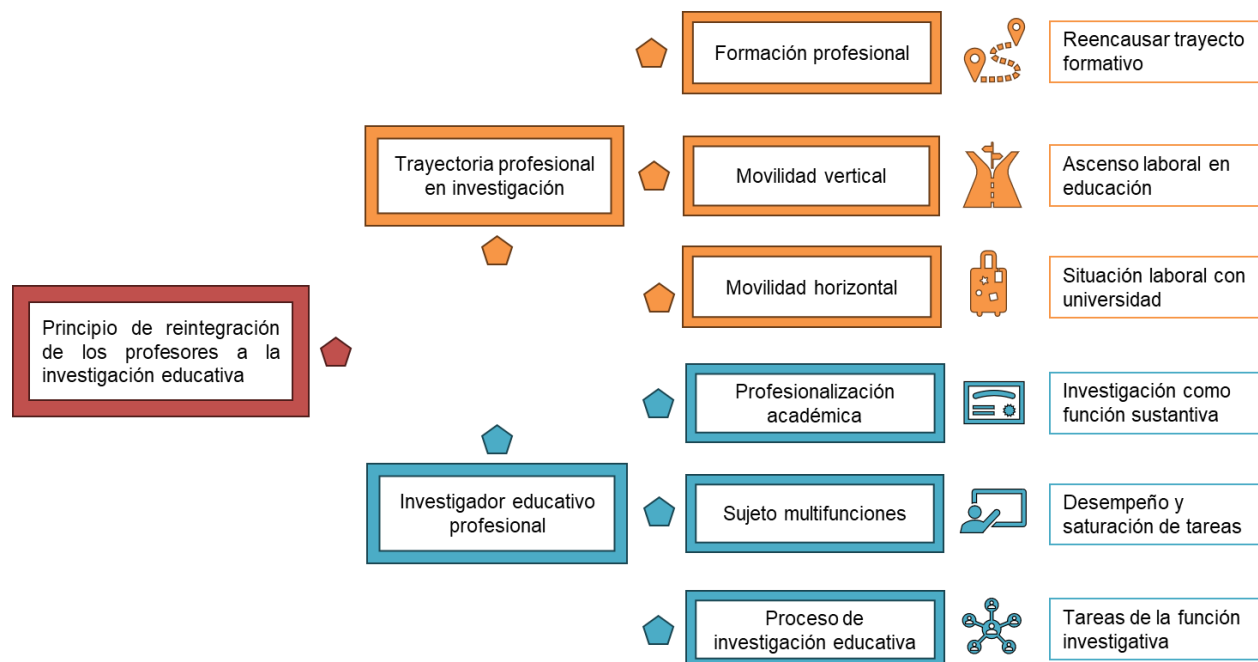 Formación profesional
Reencausar trayecto
formativo
Trayectoria profesional
en investigación
Movilidad vertical
Ascenso laboral en
educación
Movilidad horizontal
Situación laboral con
universidad
Principio de reintegración
de los profesores a la
investigación educativa
Profesionalización
académica
Investigación como
función sustantiva
Investigador educativo
profesional
Sujeto multifunciones
Desempeño y
saturación de tareas
Proceso de
investigación educativa
Tareas de la función
investigativa